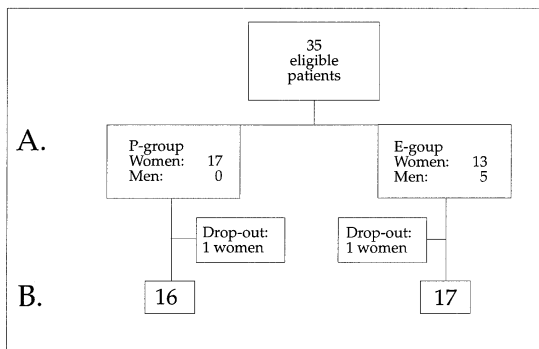 35
eligible
patients
A.
P-group
Women: 17
Men: 0
E-goup
Women: 13
Men: 5
Drop-out:
1 women
Drop-out:
1 women
B.
16
17